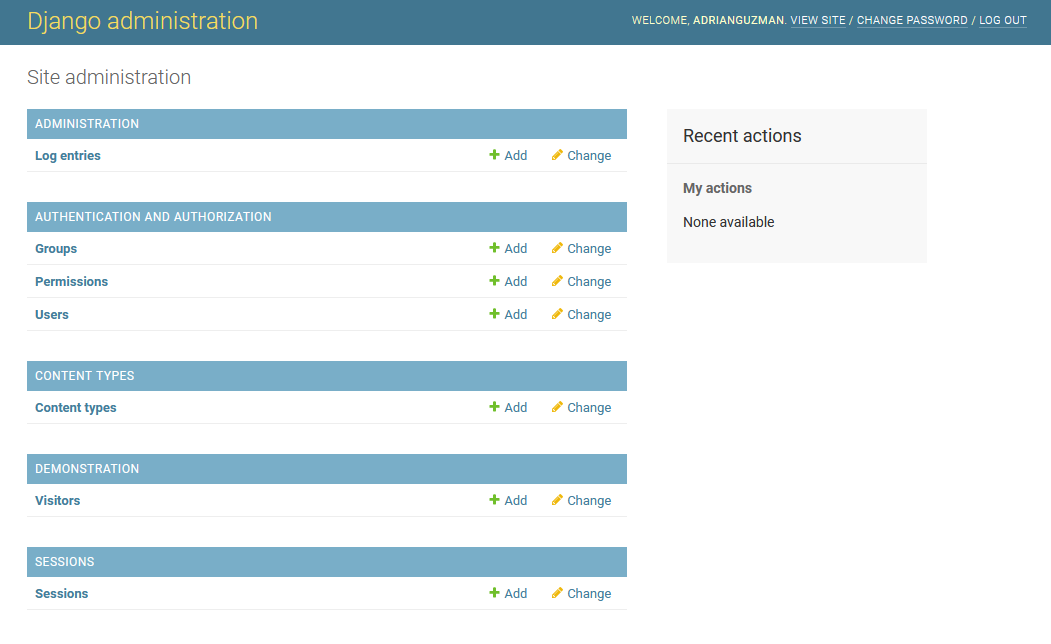 Django administration
WELCOME, ADRIANGUZMAN. VIEW SITE / CHANGE PASSWORD / LOG OUT
Site administration
ADMINISTRATION
Log entries Add Change
AUTHENTICATION AND AUTHORIZATION
Groups Add Change
Permissions Add Change
Users Add Change
CONTENT TYPES
Content types Add Change
DEMONSTRATION
Visitors Add Change
SESSIONS
Sessions Add Change
Recent actions
My actions
None available